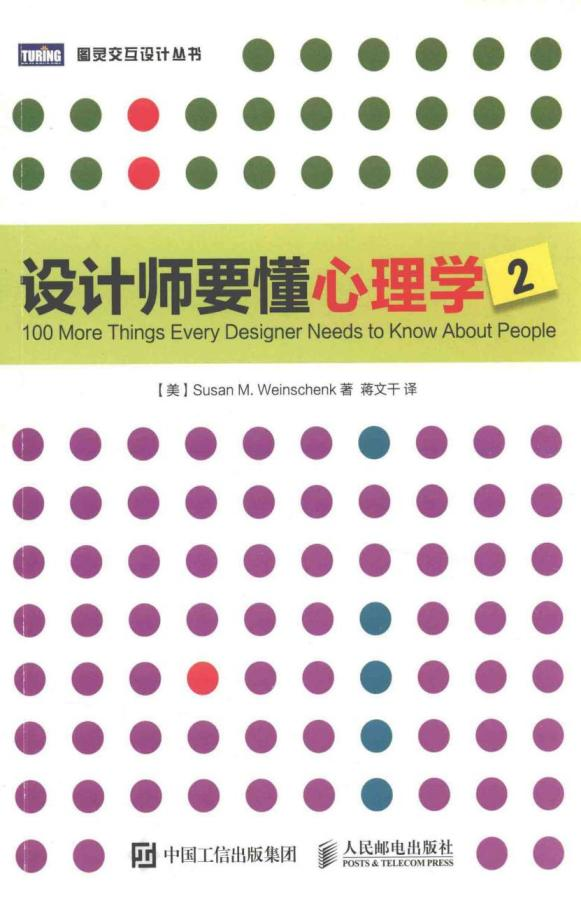 TURING 图灵交互设计丛书
设计师要懂心理学 2
100 More Things Every Designer Needs to Know About People
【美】Susan M. Weinschenk 著 蒋文干 译
中国工信出版集团 人民邮电出版社
POSTS & TELECOM PRESS